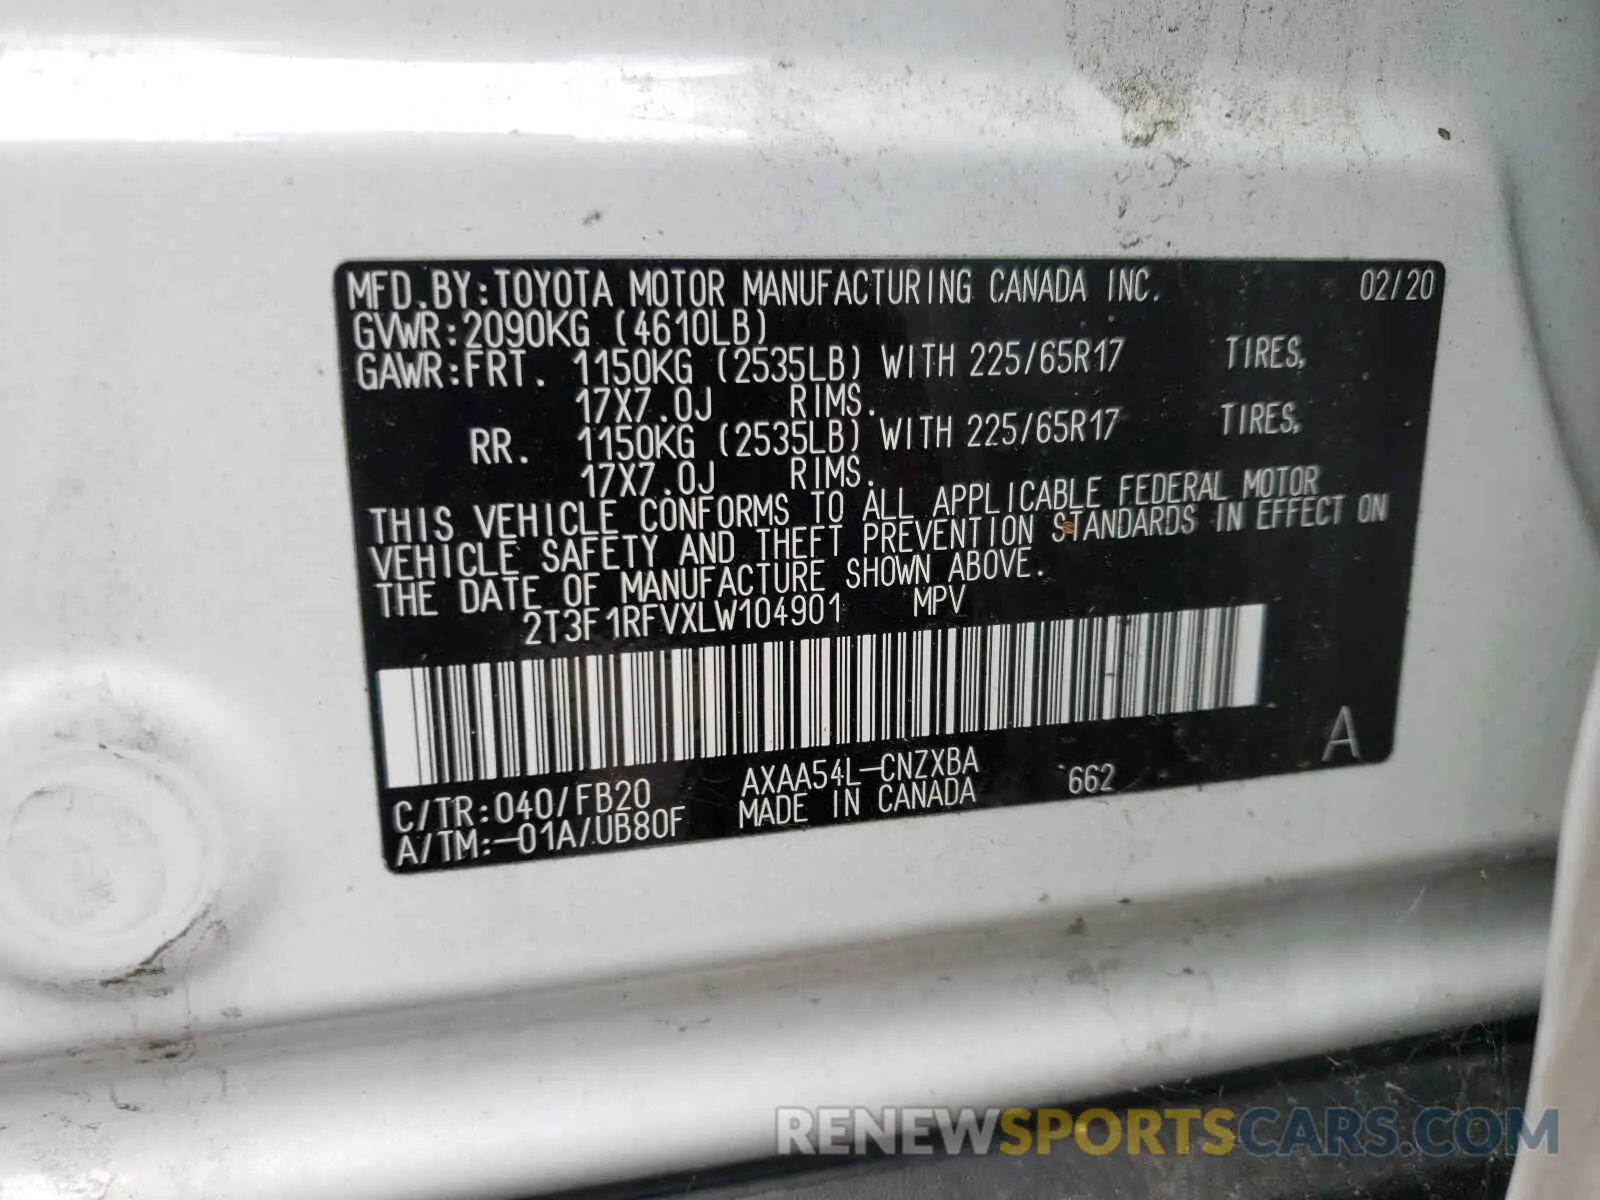 MFD.BY:TOYOTA MOTOR MANUFACTURING CANADA INC. 02/20
GVWR:2090KG (4610LB)
GAWR:FRT. 1150KG (2535LB) WITH 225/65R17 TIRES,
17X7.0J RIMS.
RR. 1150KG (2535LB) WITH 225/65R17 TIRES,
17X7.0J RIMS.
THIS VEHICLE CONFORMS TO ALL APPLICABLE FEDERAL MOTOR
VEHICLE SAFETY AND THEFT PREVENTION STANDARDS IN EFFECT ON
THE DATE OF MANUFACTURE SHOWN ABOVE.
2T3F1RFVXLW104901 MPV
A
C/TR:040/FB20 AXAA54L-CNZXBA 662
A/TM:-01A/UB80F MADE IN CANADA
RENEWSPORTSCARS.COM